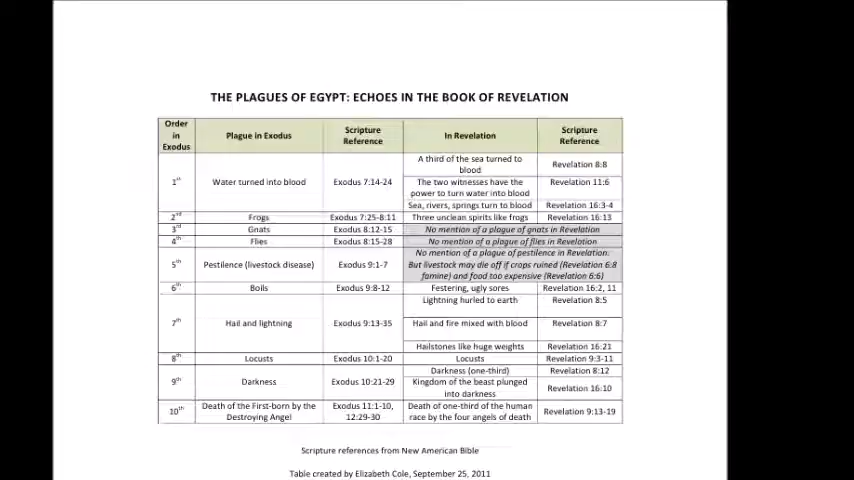 THE PLAGUES OF EGYPT: ECHOES IN THE BOOK OF REVELATION
Order in Exodus | Plague in Exodus | Scripture Reference | In Revelation | Scripture Reference
1st | Water turned into blood | Exodus 7:14-24 | A third of the sea turned to blood | Revelation 8:8
The two witnesses have the power to turn water into blood | Revelation 11:6
Sea, rivers, springs turn to blood | Revelation 16:3-4
2nd | Frogs | Exodus 7:25-8:11 | Three unclean spirits like frogs | Revelation 16:13
3rd | Gnats | Exodus 8:12-15 | No mention of a plague of gnats in Revelation
4th | Flies | Exodus 8:15-28 | No mention of a plague of flies in Revelation
5th | Pestilence (livestock disease) | Exodus 9:1-7 | No mention of a plague of pestilence in Revelation. But livestock may die off if crops ruined (Revelation 6:8 famine) and food too expensive (Revelation 6:6)
6th | Boils | Exodus 9:8-12 | Festering, ugly sores | Revelation 16:2, 11
7th | Hail and lightning | Exodus 9:13-35 | Lightning hurled to earth | Revelation 8:5
Hail and fire mixed with blood | Revelation 8:7
Hailstones like huge weights | Revelation 16:21
8th | Locusts | Exodus 10:1-20 | Locusts | Revelation 9:3-11
9th | Darkness | Exodus 10:21-29 | Darkness (one-third) | Revelation 8:12
Kingdom of the beast plunged into darkness | Revelation 16:10
10th | Death of the First-born by the Destroying Angel | Exodus 11:1-10, 12:29-30 | Death of one-third of the human race by the four angels of death | Revelation 9:13-19
Scripture references from New American Bible
Table created by Elizabeth Cole, September 25, 2011